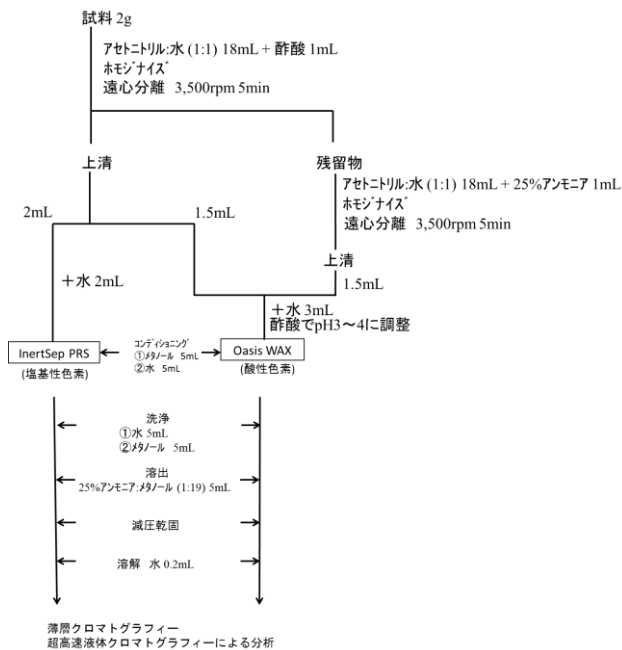 試料 2g
アセトニトリル:水 (1:1) 18mL + 酢酸 1mL
ホモジナイズ
遠心分離 3,500rpm 5min
上清
残留物
アセトニトリル:水 (1:1) 18mL + 25%アンモニア 1mL
ホモジナイズ
遠心分離 3,500rpm 5min
2mL
1.5mL
上清
1.5mL
＋水 2mL
＋水 3mL
酢酸でpH3～4に調整
InertSep PRS
(塩基性色素)
コンディショニング
①メタノール 5mL
②水 5mL
Oasis WAX
(酸性色素)
洗浄
①水 5mL
②メタノール 5mL
溶出
25%アンモニア:メタノール (1:19) 5mL
減圧乾固
溶解 水 0.2mL
薄層クロマトグラフィー
超高速液体クロマトグラフィーによる分析